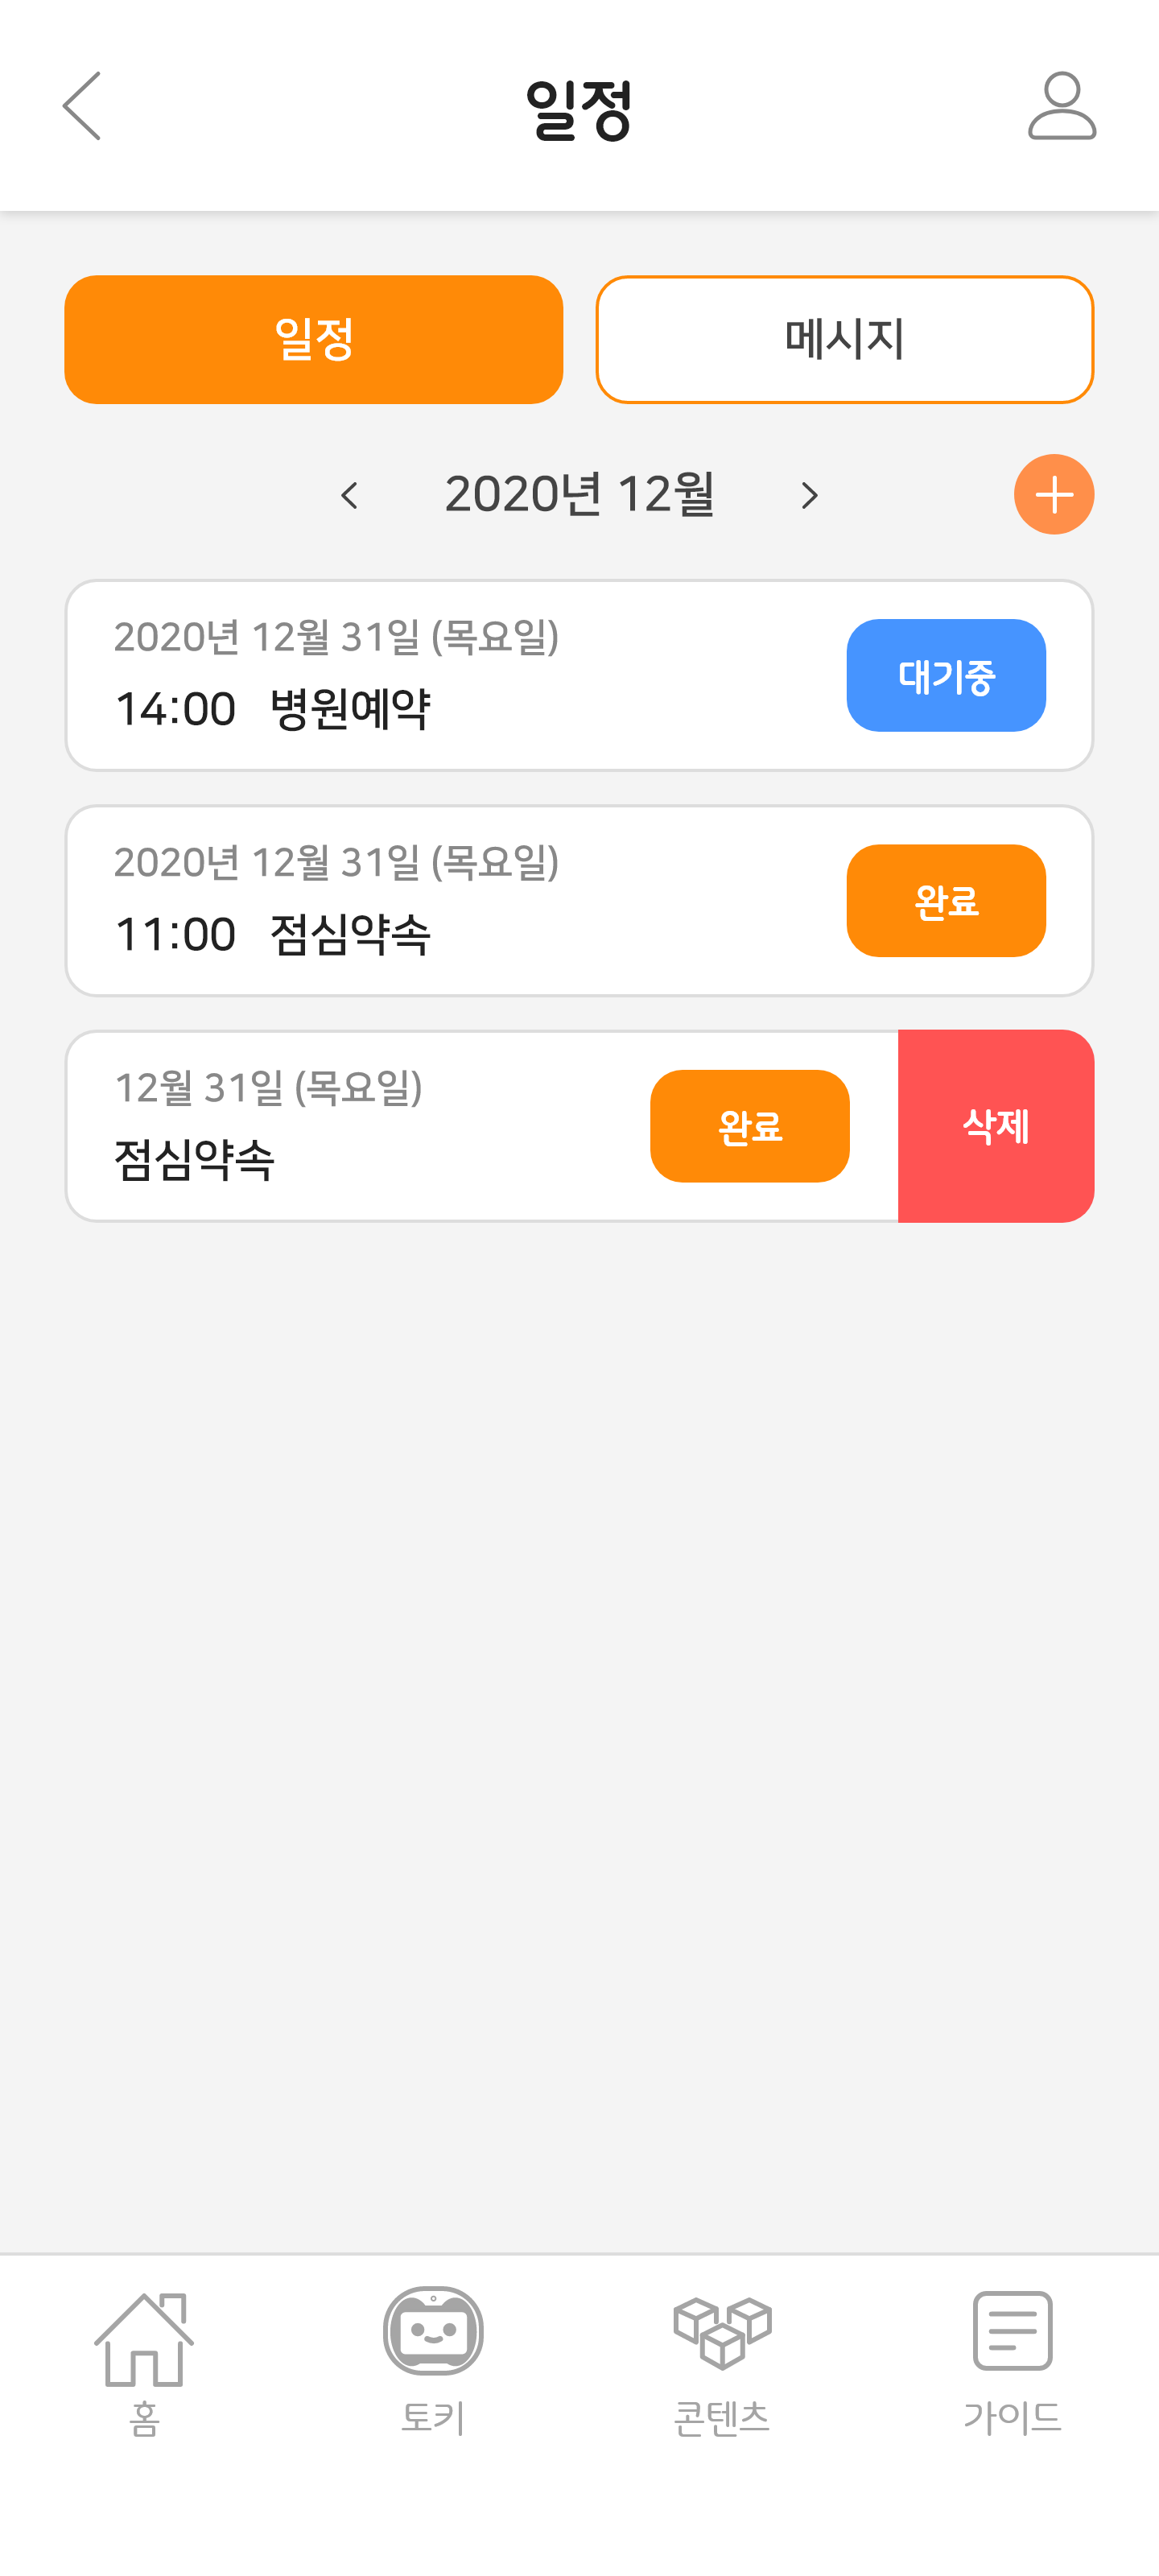 일정
일정
메시지
2020년 12월
2020년 12월 31일 (목요일)
14:00 병원예약
대기중
2020년 12월 31일 (목요일)
11:00 점심약속
완료
12월 31일 (목요일)
점심약속
완료
삭제
홈
토키
콘텐츠
가이드